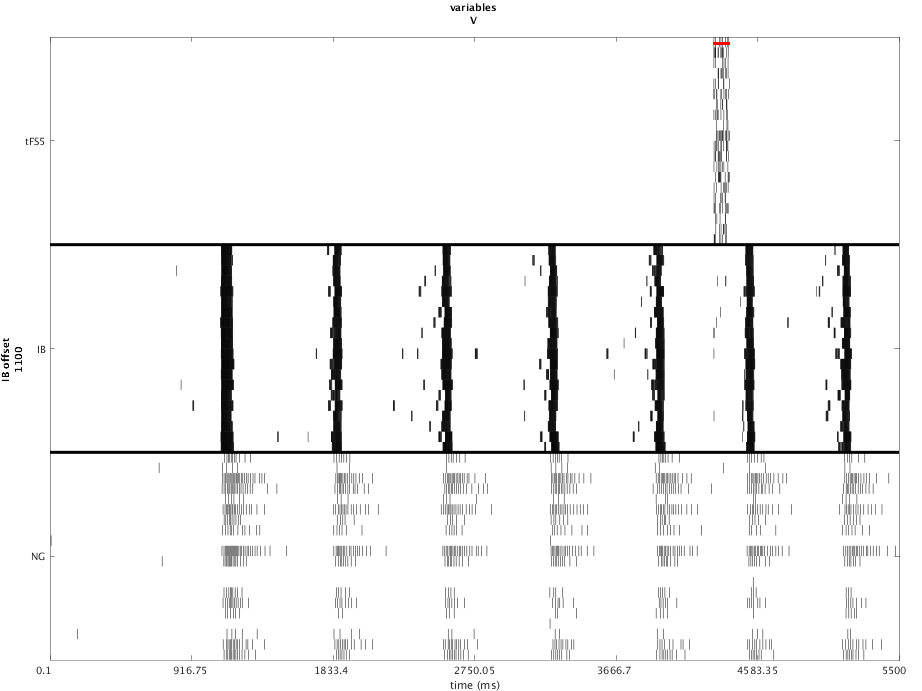 variables
V
tFS5
IB offset
1100
IB
NG
0.1 916.75 1833.4 2750.05 3666.7 4583.35 5500
time (ms)